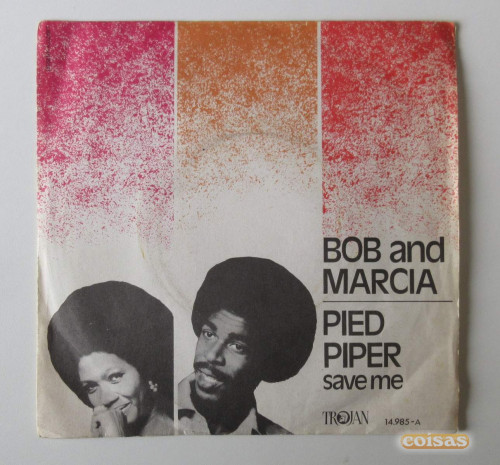 BOB and
MARCIA
PIED
PIPER
save me
TROJAN 14.985-A
coisas